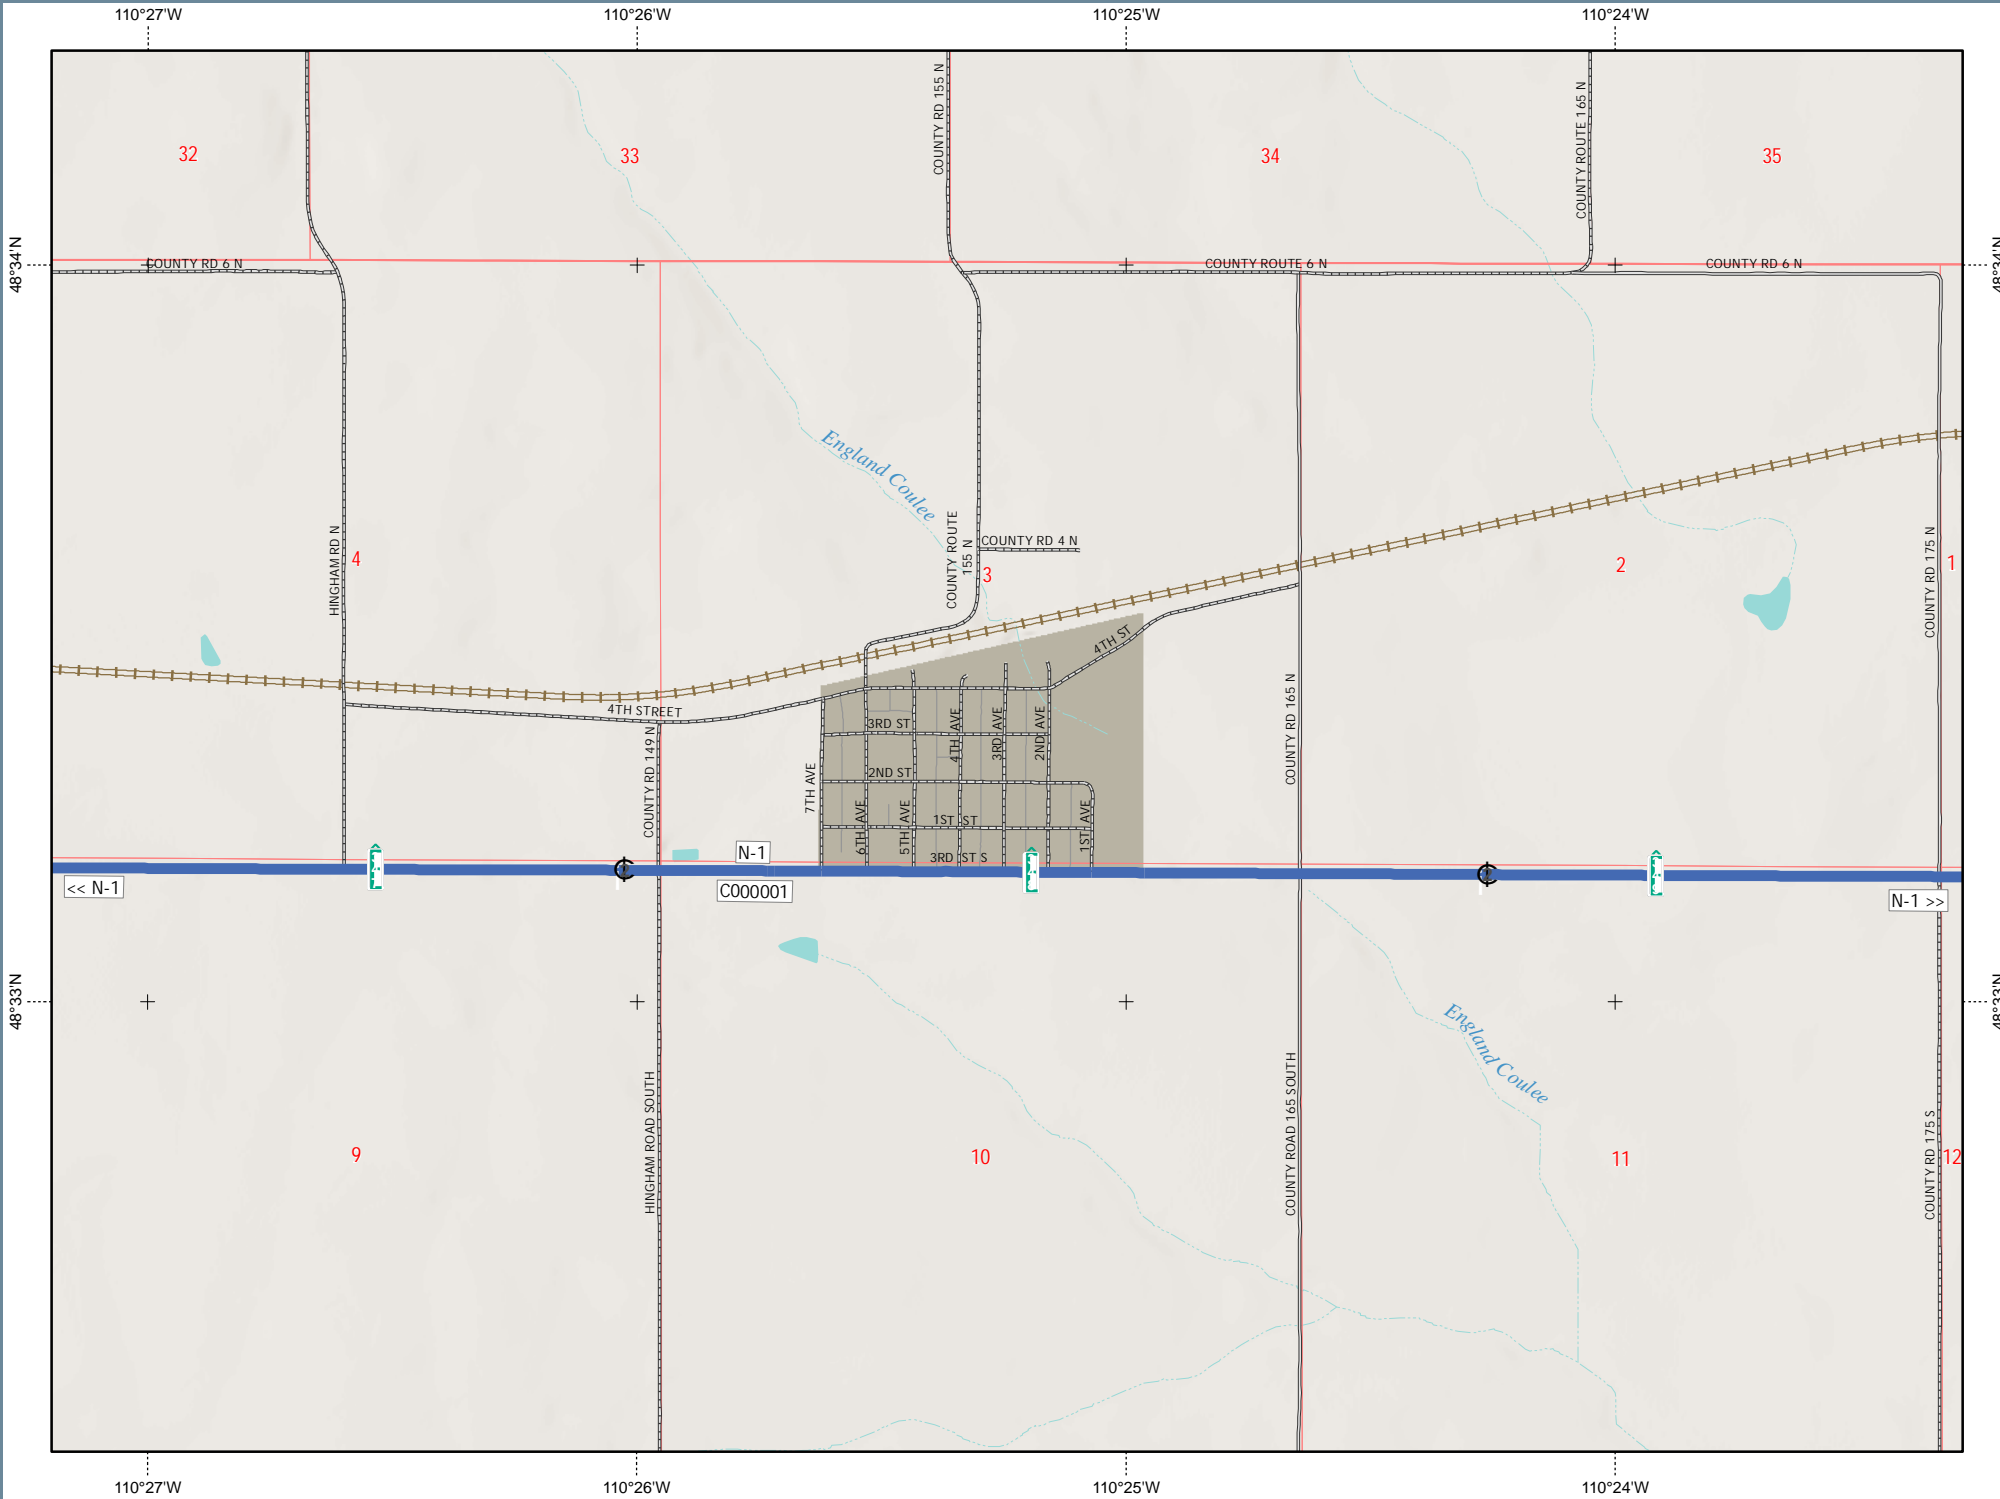 110°27'W
110°26'W
110°25'W
110°24'W
32
33
COUNTY RD 155 N
34
COUNTY ROUTE 165 N
35
48°34'N
COUNTY RD 6 N
COUNTY ROUTE 6 N
COUNTY RD 6 N
48°34'N
England Coulee
HINGHAM RD N
4
COUNTY ROUTE
155 N
COUNTY RD 4 N
3
2
COUNTY RD 175 N
1
4TH ST
4TH STREET
COUNTY RD 149 N
7TH AVE
3RD ST
4TH AVE
3RD AVE
2ND AVE
COUNTY RD 165 N
2ND ST
6TH AVE
5TH AVE
1ST ST
1ST AVE
3RD ST S
N-1
<< N-1
C000001
N-1 >>
48°33'N
48°33'N
England Coulee
HINGHAM ROAD SOUTH
COUNTY ROAD 165 SOUTH
COUNTY RD 175 S
9
10
11
12
110°27'W
110°26'W
110°25'W
110°24'W